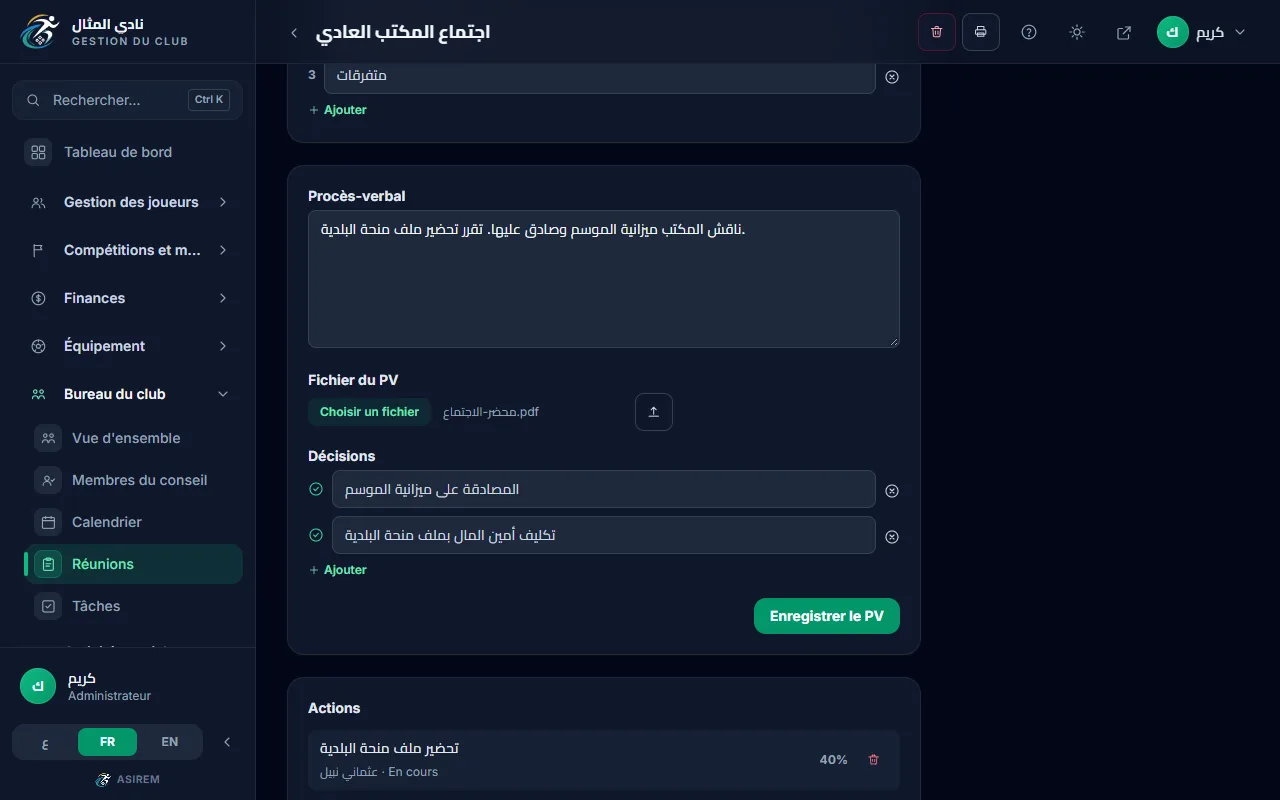 نادي المثال
GESTION DU CLUB
Rechercher...
Ctrl K
Tableau de bord
Gestion des joueurs
Compétitions et m...
Finances
Équipement
Bureau du club
Vue d'ensemble
Membres du conseil
Calendrier
Réunions
Tâches
كريم
Administrateur
ع
FR
EN
ASIREM
اجتماع المكتب العادي
ك
كريم
3
متفرقات
+ Ajouter
Procès-verbal
ناقش المكتب ميزانية الموسم وصادق عليها. تقرر تحضير ملف منحة البلدية.
Fichier du PV
Choisir un fichier
محضر-الاجتماع.pdf
Décisions
المصادقة على ميزانية الموسم
تكليف أمين المال بملف منحة البلدية
+ Ajouter
Enregistrer le PV
Actions
تحضير ملف منحة البلدية
عثماني نبيل · En cours
40%